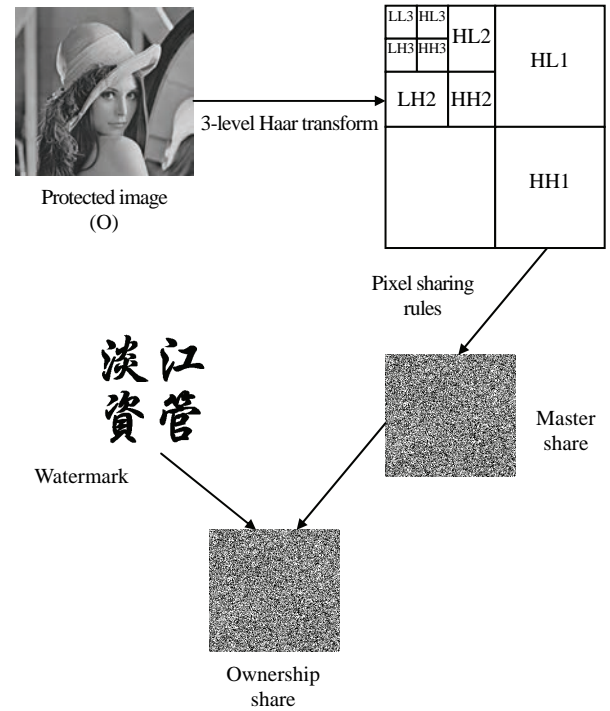 LL3 HL3
HL2
HL1
LH3 HH3
LH2 HH2
3-level Haar transform
HH1
Protected image
(O)
Pixel sharing
rules
淡江
資管
Master
share
Watermark
Ownership
share